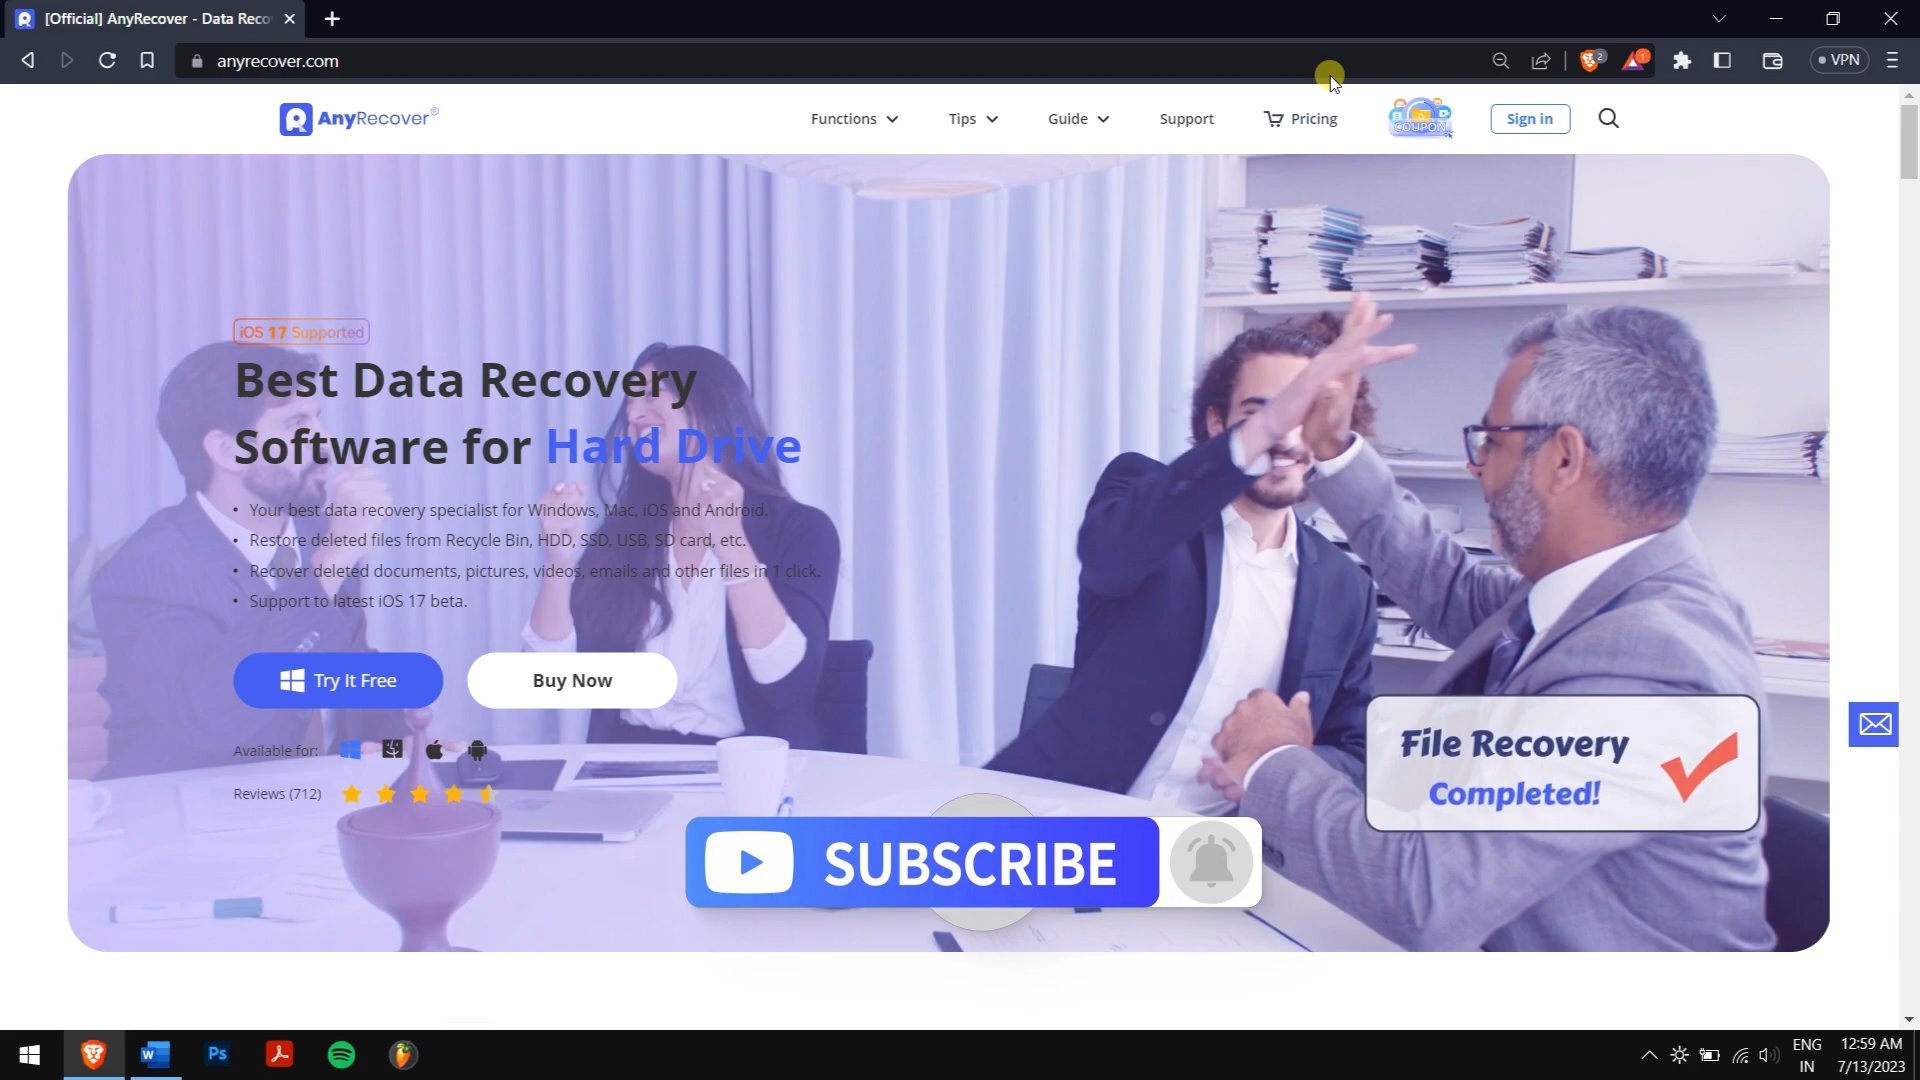 [Official] AnyRecover - Data Reco
anyrecover.com
2
1
VPN
AnyRecover®
Functions
Tips
Guide
Support
Pricing
COUPON
Sign in
iOS 17 Supported
Best Data Recovery
Software for Hard Drive
• Your best data recovery specialist for Windows, Mac, iOS and Android.
• Restore deleted files from Recycle Bin, HDD, SSD, USB, SD card, etc.
• Recover deleted documents, pictures, videos, emails and other files in 1 click.
• Support to latest iOS 17 beta.
Try It Free
Buy Now
File Recovery
Completed!
Available for:
Reviews (712)
SUBSCRIBE
W
Ps
ENG
IN
12:59 AM
7/13/2023